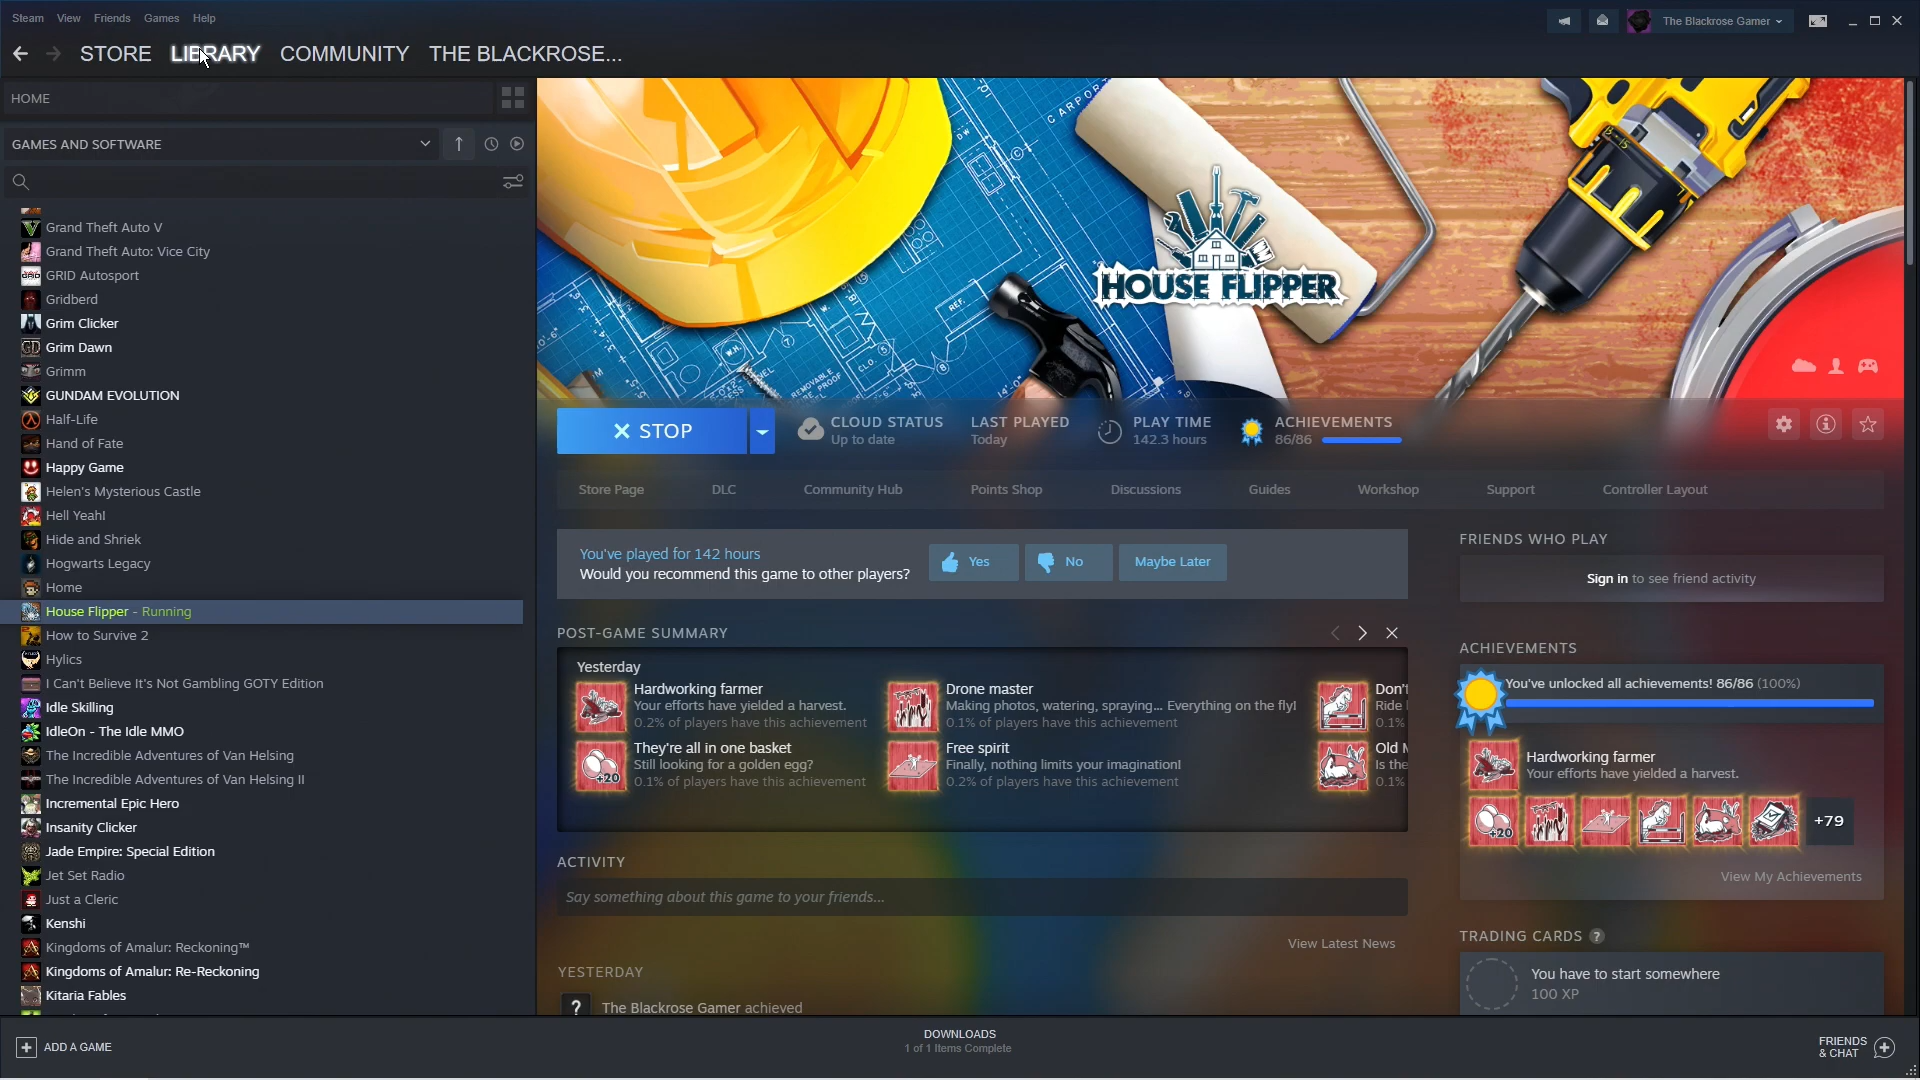 Steam View Friends Games Help
The Blackrose Gamer
STORE LIBRARY COMMUNITY THE BLACKROSE...
HOME
GAMES AND SOFTWARE
Grand Theft Auto V
Grand Theft Auto: Vice City
GRID Autosport
Gridberd
Grim Clicker
Grim Dawn
Grimm
GUNDAM EVOLUTION
Half-Life
Hand of Fate
Happy Game
Helen's Mysterious Castle
Hell Yeah!
Hide and Shriek
Hogwarts Legacy
Home
House Flipper - Running
How to Survive 2
Hylics
I Can't Believe It's Not Gambling GOTY Edition
Idle Skilling
IdleOn - The Idle MMO
The Incredible Adventures of Van Helsing
The Incredible Adventures of Van Helsing II
Incremental Epic Hero
Insanity Clicker
Jade Empire: Special Edition
Jet Set Radio
Just a Cleric
Kenshi
Kingdoms of Amalur: Reckoning™
Kingdoms of Amalur: Re-Reckoning
Kitaria Fables
HOUSE FLIPPER
STOP
CLOUD STATUS
Up to date
LAST PLAYED
Today
PLAY TIME
142.3 hours
ACHIEVEMENTS
86/86
Store Page DLC Community Hub Points Shop Discussions Guides Workshop Support Controller Layout
You've played for 142 hours
Would you recommend this game to other players?
Yes No Maybe Later
POST-GAME SUMMARY
Yesterday
Hardworking farmer
Your efforts have yielded a harvest.
0.2% of players have this achievement
Drone master
Making photos, watering, spraying... Everything on the fly!
0.1% of players have this achievement
Don't
Ride
They're all in one basket
Still looking for a golden egg?
0.1% of players have this achievement
Free spirit
Finally, nothing limits your imagination!
0.2% of players have this achievement
Old
Is the
0.1%
ACTIVITY
Say something about this game to your friends...
View Latest News
YESTERDAY
The Blackrose Gamer achieved
FRIENDS WHO PLAY
Sign in to see friend activity
ACHIEVEMENTS
You've unlocked all achievements! 86/86 (100%)
Hardworking farmer
Your efforts have yielded a harvest.
+20
+79
View My Achievements
TRADING CARDS ?
You have to start somewhere
100 XP
ADD A GAME
DOWNLOADS
1 of 1 Items Complete
FRIENDS
& CHAT